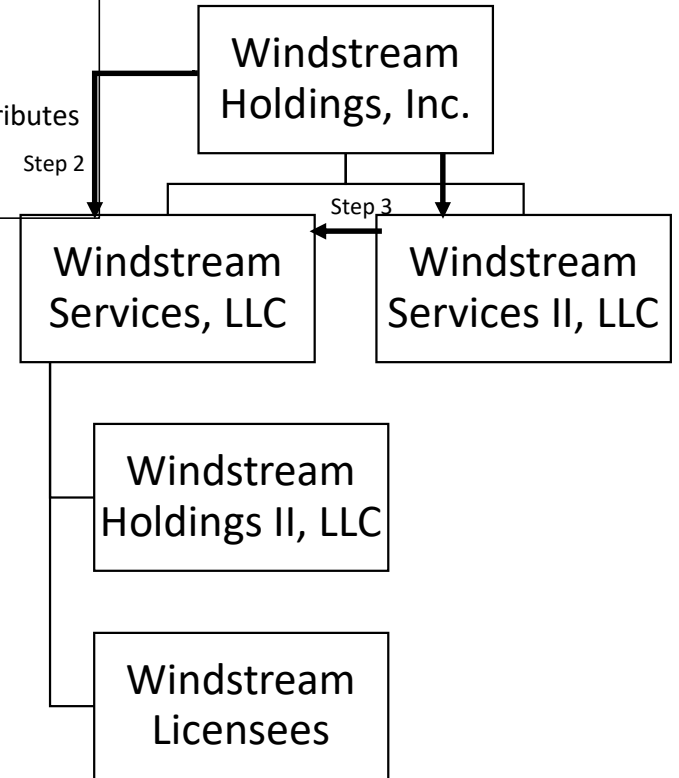 Windstream
Holdings, Inc.
ributes
Step 2
Step 3
Windstream
Services, LLC
Windstream
Services II, LLC
Windstream
Holdings II, LLC
Windstream
Licensees